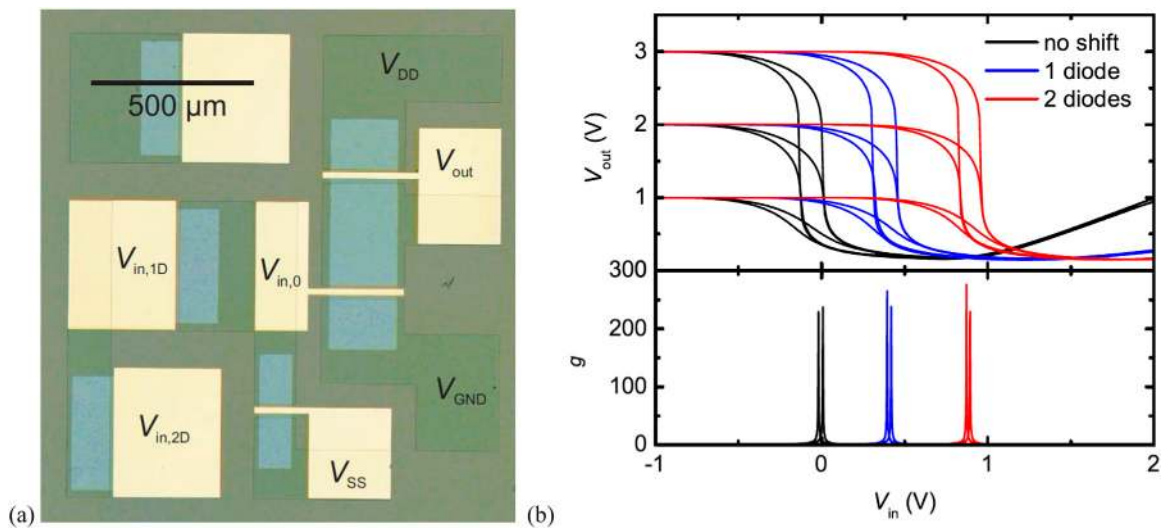 V_DD
500 μm
V_out
V_in,1D
V_in,0
V_GND
V_in,2D
V_SS
(a)
no shift
1 diode
2 diodes
V_out (V)
3
2
1
300
200
100
0
g
-1 0 1 2
V_in (V)
(b)